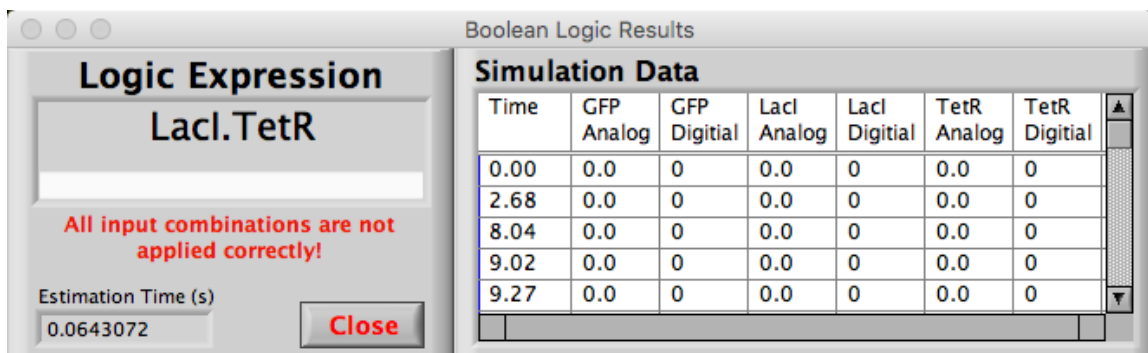 Boolean Logic Results
Logic Expression
LacI.TetR
All input combinations are not
applied correctly!
Estimation Time (s)
0.0643072
Close
Simulation Data
Time GFP Analog GFP Digitial LacI Analog LacI Digitial TetR Analog TetR Digitial
0.00 0.0 0 0.0 0 0.0 0
2.68 0.0 0 0.0 0 0.0 0
8.04 0.0 0 0.0 0 0.0 0
9.02 0.0 0 0.0 0 0.0 0
9.27 0.0 0 0.0 0 0.0 0